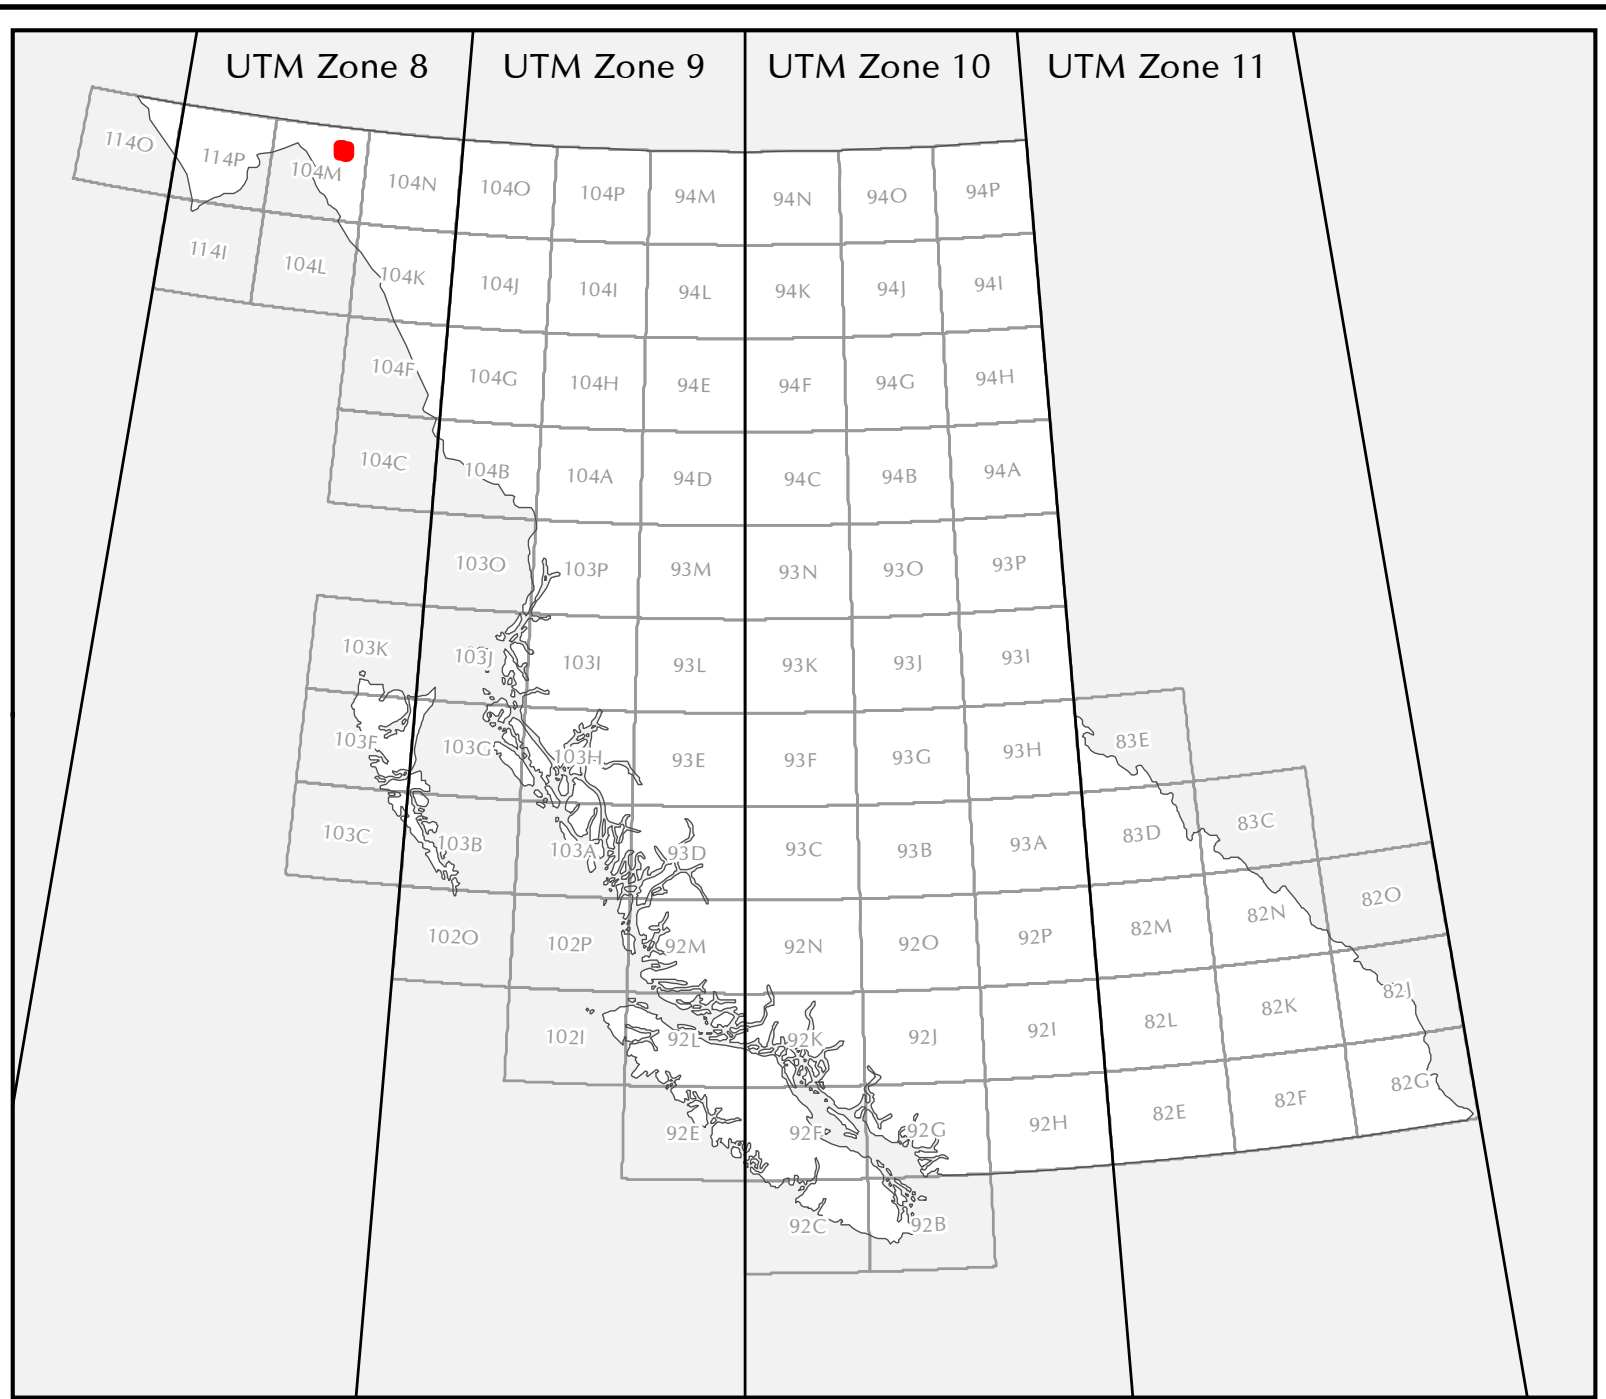 UTM Zone 8 UTM Zone 9 UTM Zone 10 UTM Zone 11
114O 114P 104M 104N 104O 104P 94M 94N 94O 94P
114I 104L 104K 104J 104I 94L 94K 94J 94I
104F 104G 104H 94E 94F 94G 94H
104C 104B 104A 94D 94C 94B 94A
103O 103P 93M 93N 93O 93P
103K 103J 103I 93L 93K 93J 93I
103F 103G 103H 93E 93F 93G 93H 83E
103C 103B 103A 93D 93C 93B 93A 83D 83C
102O 102P 92M 92N 92O 92P 82M 82N 82O
102I 92L 92K 92J 92I 82L 82K 82J
92E 92F 92G 92H 82E 82F 82G
92C 92B